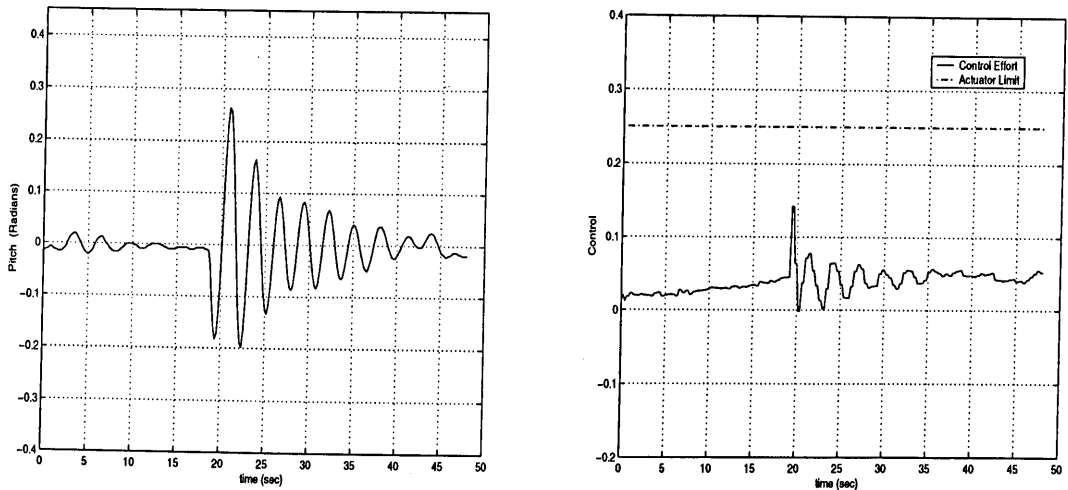 0.4
0.3
0.2
0.1
0
−0.1
−0.2
−0.3
−0.4
Pitch (Radians)
0 5 10 15 20 25 30 35 40 45 50
time (sec)
0.4
0.3
0.2
0.1
0
−0.1
−0.2
Control
Control Effort
Actuator Limit
0 5 10 15 20 25 30 35 40 45 50
time (sec)